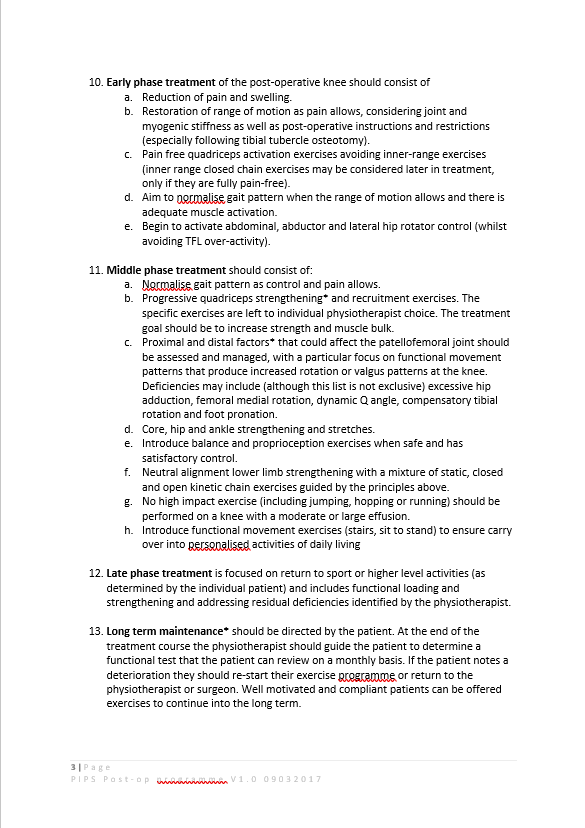 10. Early phase treatment of the post-operative knee should consist of
a. Reduction of pain and swelling.
b. Restoration of range of motion as pain allows, considering joint and
myogenic stiffness as well as post-operative instructions and restrictions
(especially following tibial tubercle osteotomy).
c. Pain free quadriceps activation exercises avoiding inner-range exercises
(inner range closed chain exercises may be considered later in treatment,
only if they are fully pain-free).
d. Aim to normalise gait pattern when the range of motion allows and there is
adequate muscle activation.
e. Begin to activate abdominal, abductor and lateral hip rotator control (whilst
avoiding TFL over-activity).
11. Middle phase treatment should consist of:
a. Normalise gait pattern as control and pain allows.
b. Progressive quadriceps strengthening* and recruitment exercises. The
specific exercises are left to individual physiotherapist choice. The treatment
goal should be to increase strength and muscle bulk.
c. Proximal and distal factors* that could affect the patellofemoral joint should
be assessed and managed, with a particular focus on functional movement
patterns that produce increased rotation or valgus patterns at the knee.
Deficiencies may include (although this list is not exclusive) excessive hip
adduction, femoral medial rotation, dynamic Q angle, compensatory tibial
rotation and foot pronation.
d. Core, hip and ankle strengthening and stretches.
e. Introduce balance and proprioception exercises when safe and has
satisfactory control.
f. Neutral alignment lower limb strengthening with a mixture of static, closed
and open kinetic chain exercises guided by the principles above.
g. No high impact exercise (including jumping, hopping or running) should be
performed on a knee with a moderate or large effusion.
h. Introduce functional movement exercises (stairs, sit to stand) to ensure carry
over into personalised activities of daily living
12. Late phase treatment is focused on return to sport or higher level activities (as
determined by the individual patient) and includes functional loading and
strengthening and addressing residual deficiencies identified by the physiotherapist.
13. Long term maintenance* should be directed by the patient. At the end of the
treatment course the physiotherapist should guide the patient to determine a
functional test that the patient can review on a monthly basis. If the patient notes a
deterioration they should re-start their exercise programme or return to the
physiotherapist or surgeon. Well motivated and compliant patients can be offered
exercises to continue into the long term.
3 | Page
PIPS Post-op programme V1.0 09032017